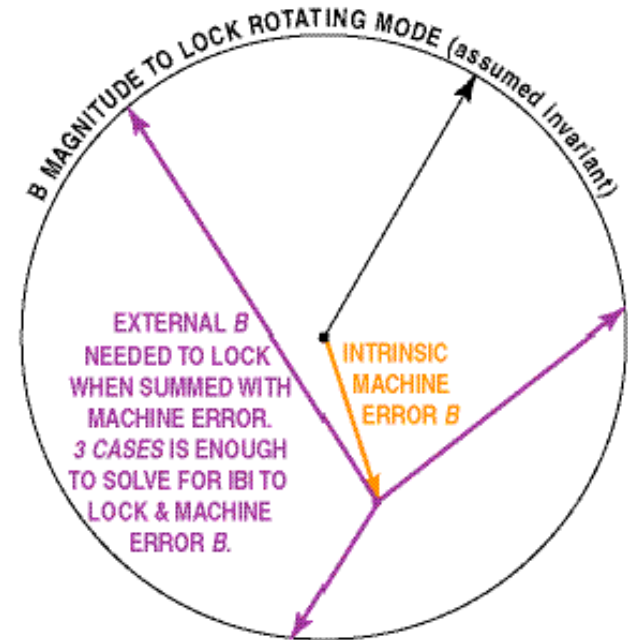 B MAGNITUDE TO LOCK ROTATING MODE (assumed invariant)
EXTERNAL B
NEEDED TO LOCK
WHEN SUMMED WITH
MACHINE ERROR.
3 CASES IS ENOUGH
TO SOLVE FOR IBI TO
LOCK & MACHINE
ERROR B.
INTRINSIC
MACHINE
ERROR B